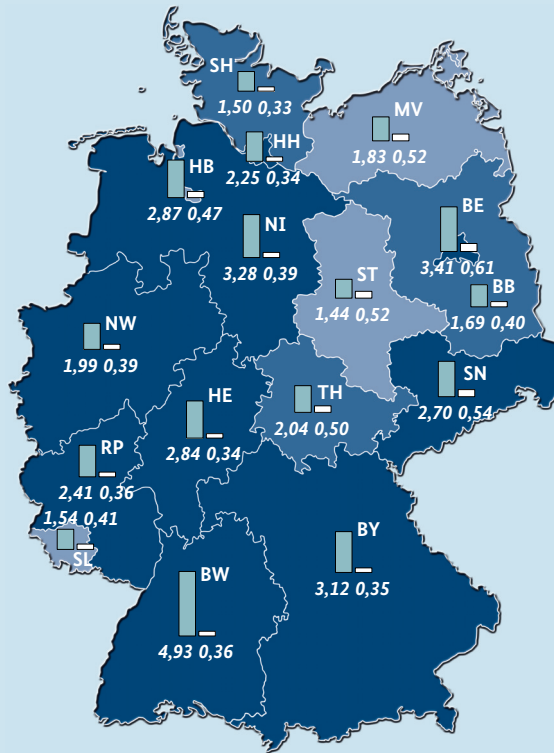 SH
1,50 0,33
MV
1,83 0,52
HH
2,25 0,34
HB
2,87 0,47
NI
3,28 0,39
BE
3,41 0,61
ST
1,44 0,52
BB
1,69 0,40
NW
1,99 0,39
SN
2,70 0,54
HE
2,84 0,34
TH
2,04 0,50
RP
2,41 0,36
1,54 0,41
SL
BY
3,12 0,35
BW
4,93 0,36